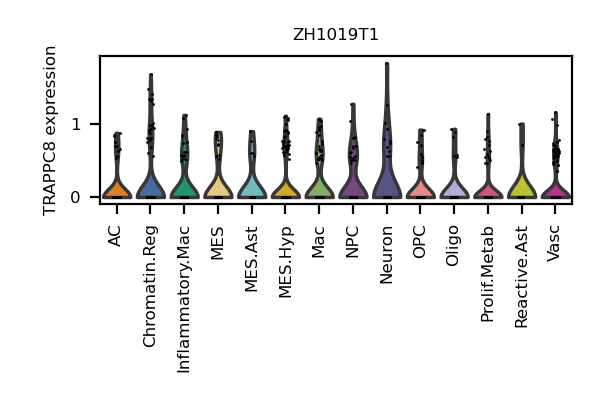 ZH1019T1
TRAPPC8 expression
1
0
AC
Chromatin.Reg
Inflammatory.Mac
MES
MES.Ast
MES.Hyp
Mac
NPC
Neuron
OPC
Oligo
Prolif.Metab
Reactive.Ast
Vasc